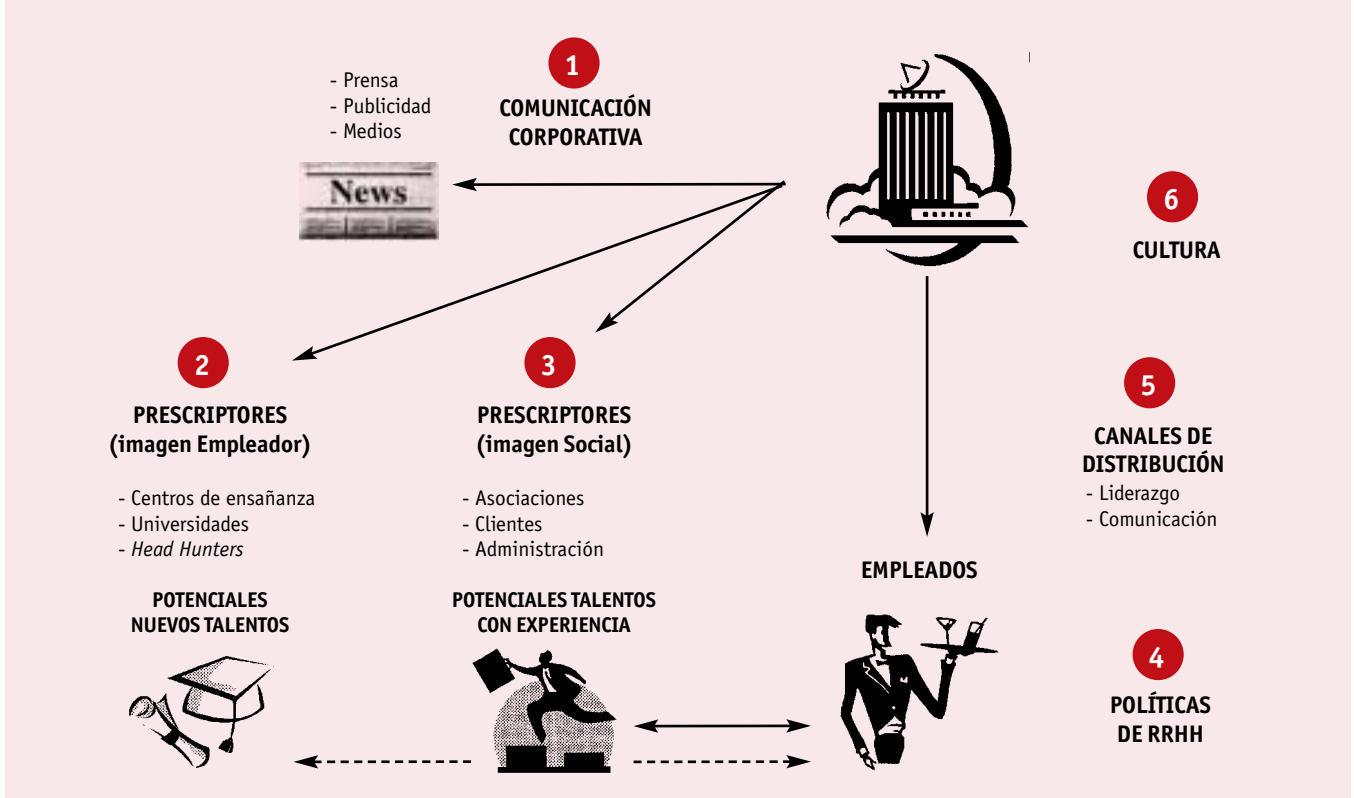 1
COMUNICACIÓN
CORPORATIVA
- Prensa
- Publicidad
- Medios
News
6
CULTURA
2
PRESCRIPTORES
(imagen Empleador)
- Centros de ensañanza
- Universidades
- Head Hunters
POTENCIALES
NUEVOS TALENTOS
3
PRESCRIPTORES
(imagen Social)
- Asociaciones
- Clientes
- Administración
POTENCIALES TALENTOS
CON EXPERIENCIA
5
CANALES DE
DISTRIBUCIÓN
- Liderazgo
- Comunicación
EMPLEADOS
4
POLÍTICAS
DE RRHH